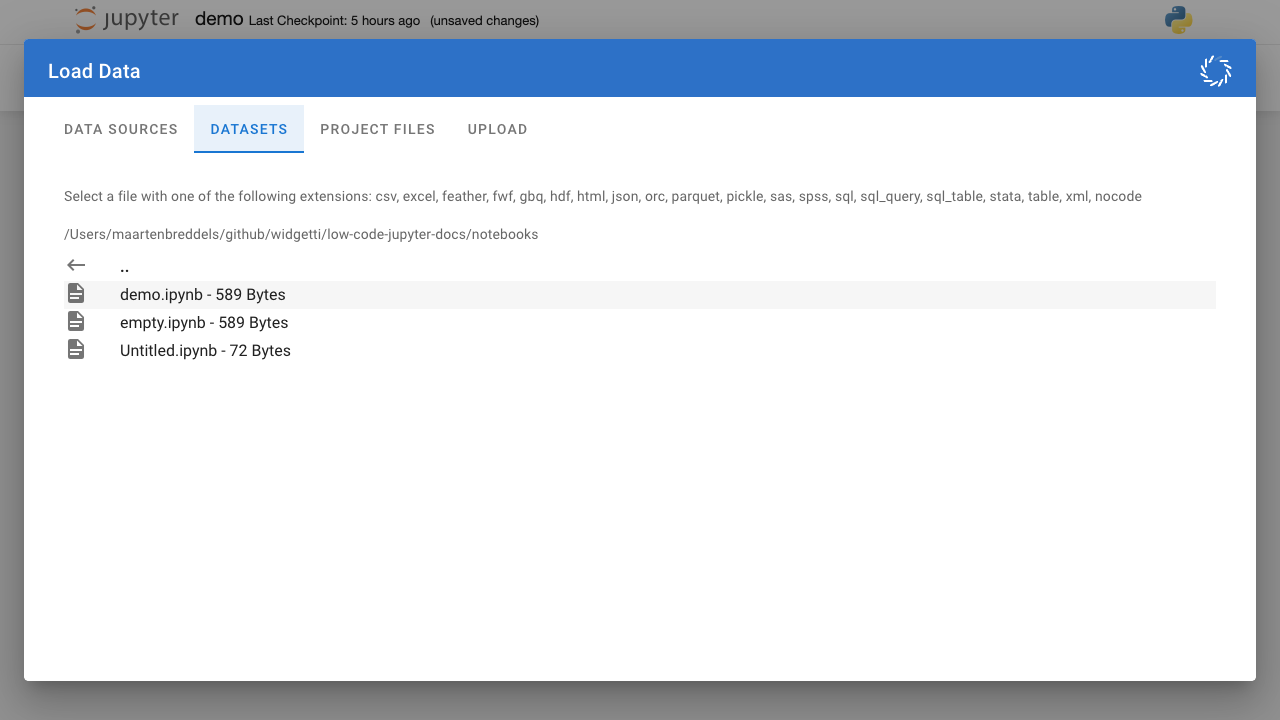 jupyter demo Last Checkpoint: 5 hours ago (unsaved changes)
Load Data
DATA SOURCES DATASETS PROJECT FILES UPLOAD
Select a file with one of the following extensions: csv, excel, feather, fwf, gbq, hdf, html, json, orc, parquet, pickle, sas, spss, sql, sql_query, sql_table, stata, table, xml, nocode
/Users/maartenbreddels/github/widgetti/low-code-jupyter-docs/notebooks
..
demo.ipynb - 589 Bytes
empty.ipynb - 589 Bytes
Untitled.ipynb - 72 Bytes